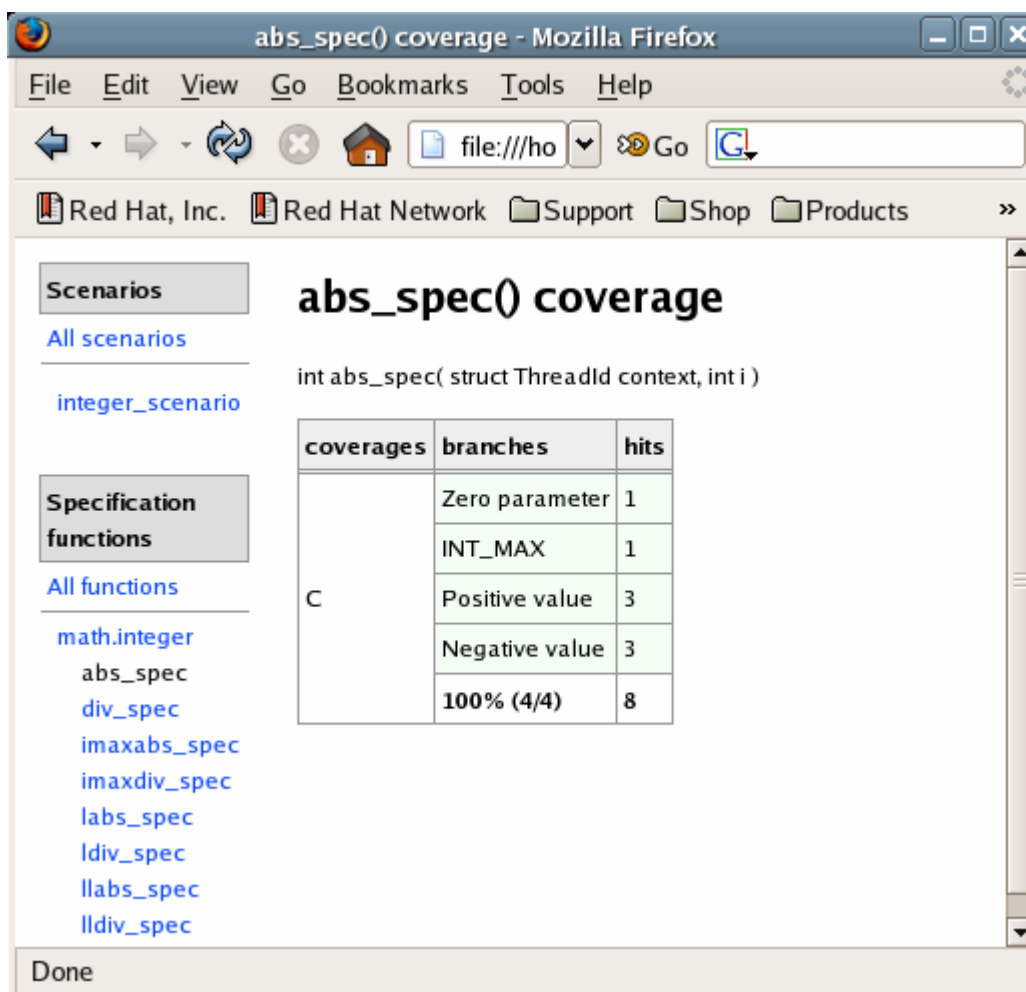 abs_spec() coverage - Mozilla Firefox
File Edit View Go Bookmarks Tools Help
file:///ho Go G
Red Hat, Inc. Red Hat Network Support Shop Products »
Scenarios
All scenarios
integer_scenario
Specification
functions
All functions
math.integer
abs_spec
div_spec
imaxabs_spec
imaxdiv_spec
labs_spec
ldiv_spec
llabs_spec
lldiv_spec
abs_spec() coverage
int abs_spec( struct ThreadId context, int i )
coverages branches hits
C
Zero parameter 1
INT_MAX 1
Positive value 3
Negative value 3
100% (4/4) 8
Done